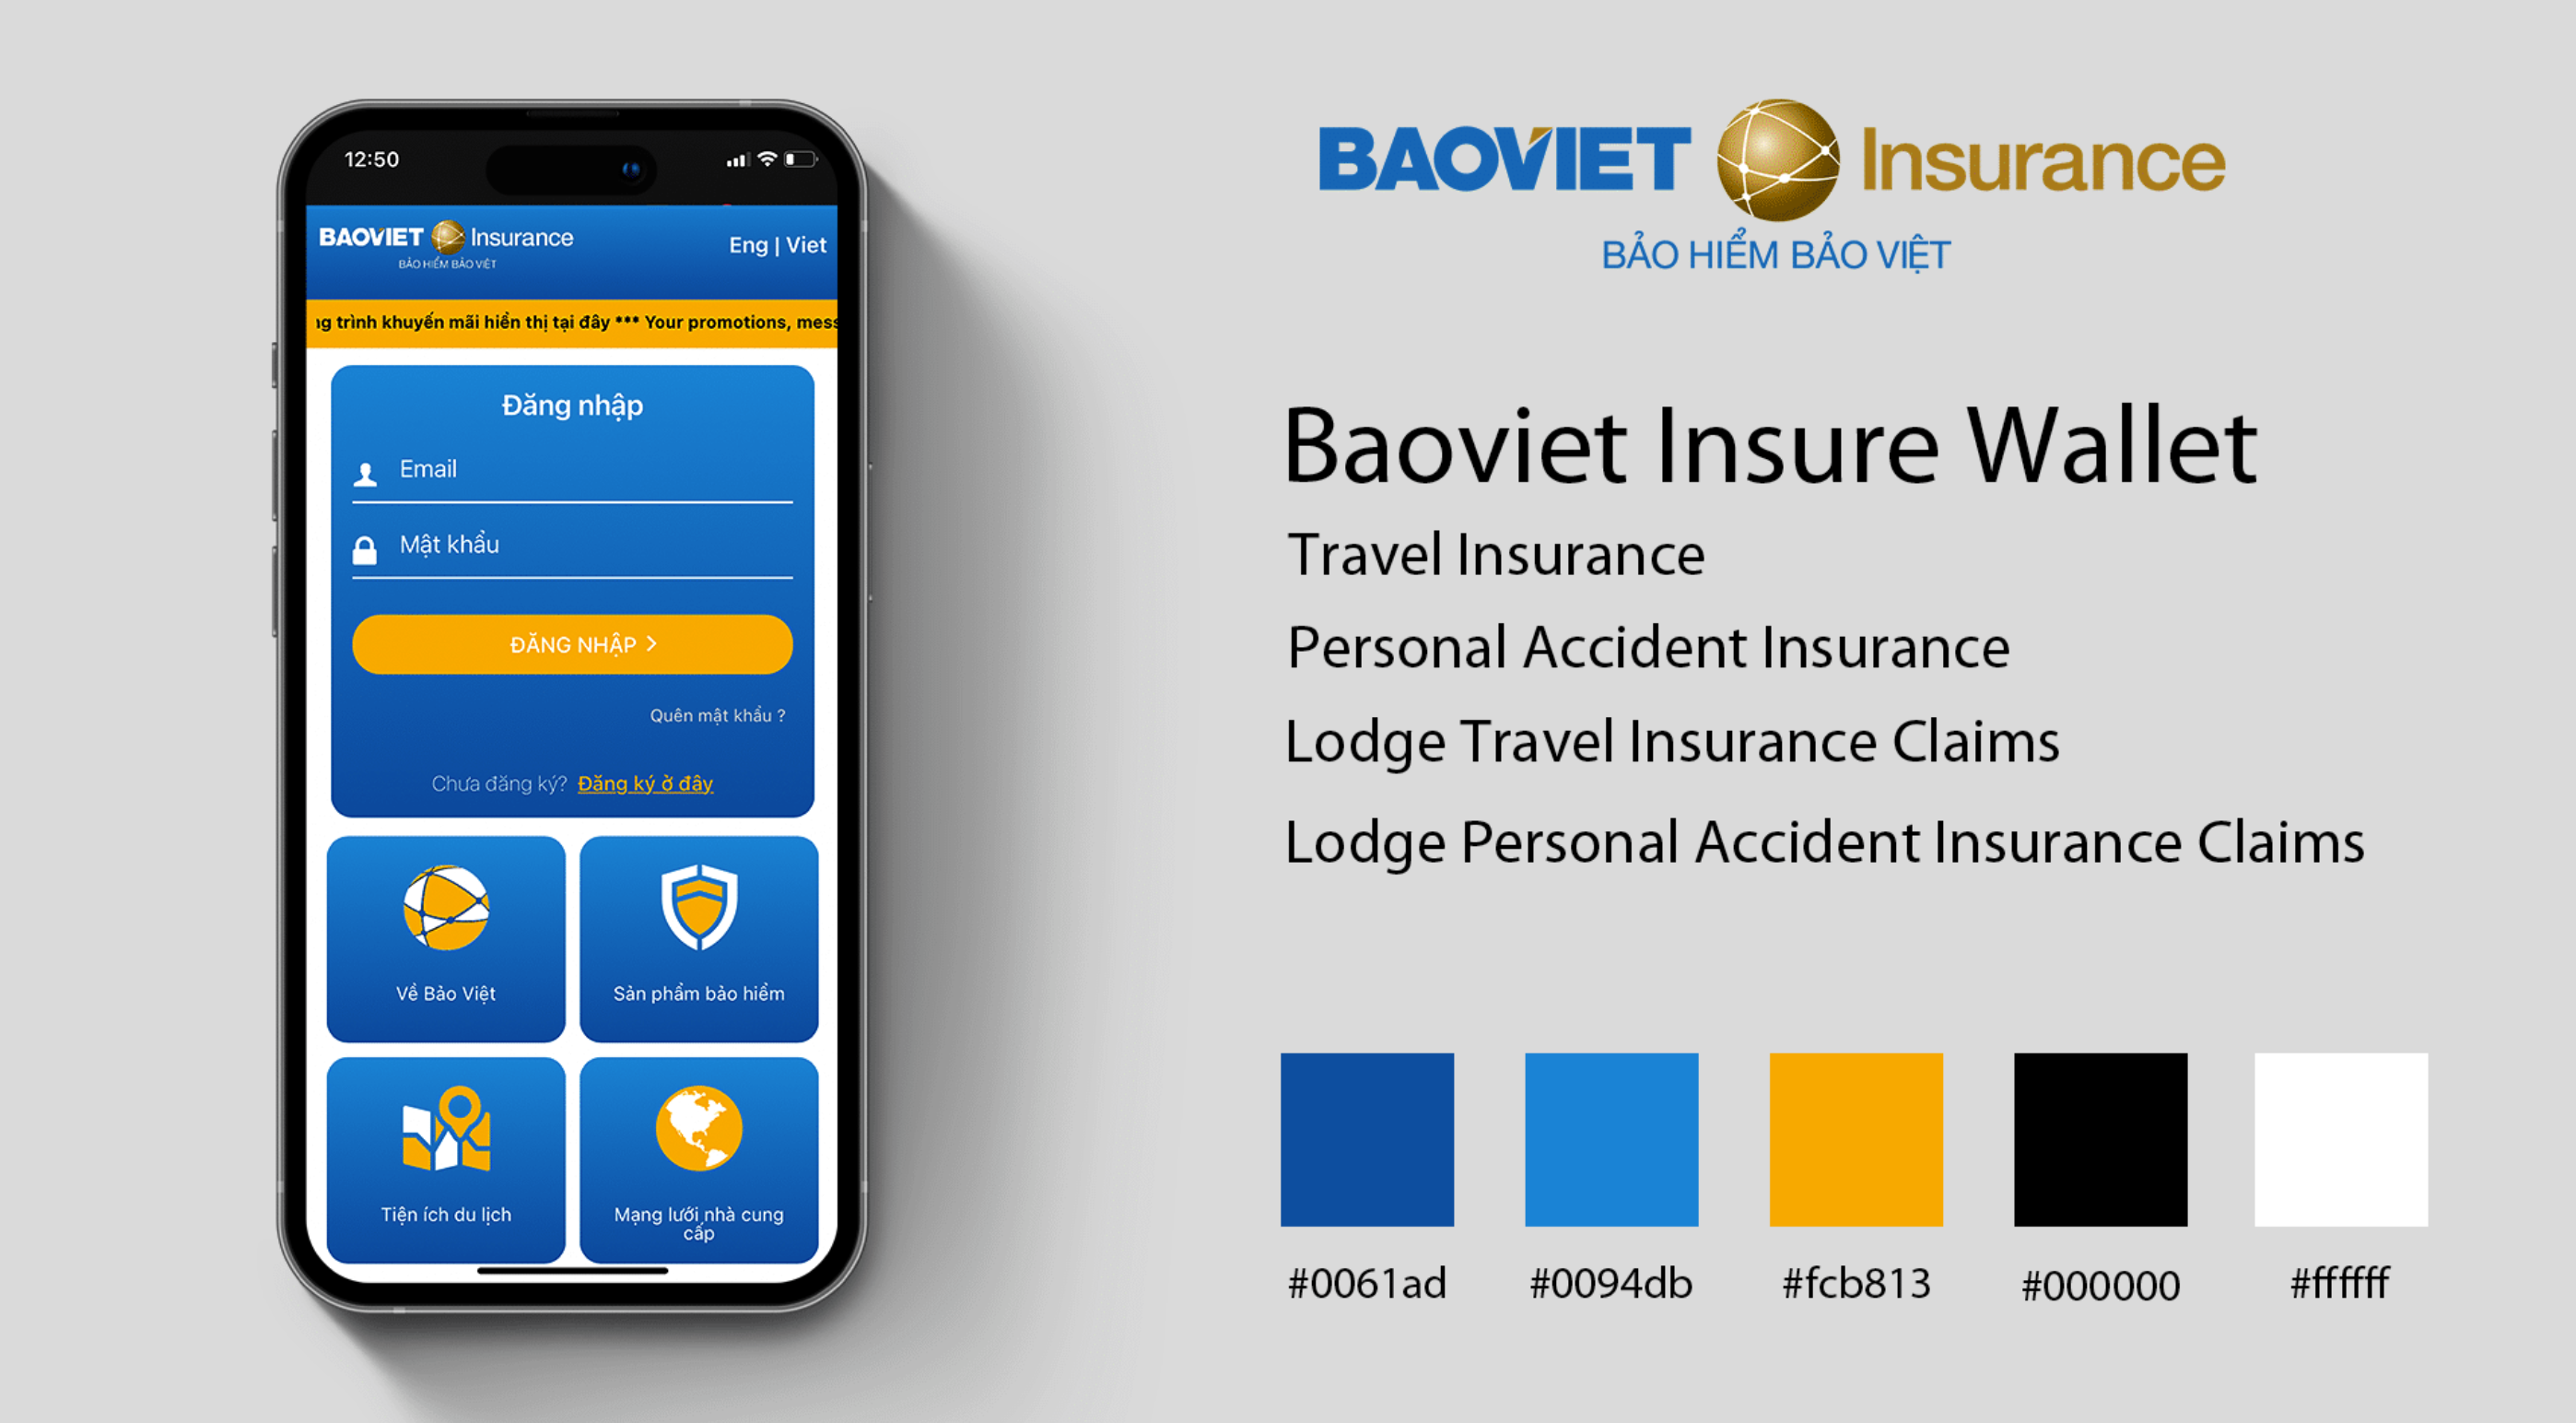 12:50
BAOVIET Insurance
BẢO HIỂM BẢO VIỆT
Eng | Viet
trình khuyến mãi hiển thị tại đây *** Your promotions,
Đăng nhập
Email
Mật khẩu
ĐĂNG NHẬP >
Quên mật khẩu ?
Chưa đăng ký? Đăng ký ở đây
Về Bảo Việt
Sản phẩm bảo hiểm
Tiện ích du lịch
Mạng lưới nhà cung
cấp
BAOVIET Insurance
BẢO HIỂM BẢO VIỆT
Baoviet Insure Wallet
Travel Insurance
Personal Accident Insurance
Lodge Travel Insurance Claims
Lodge Personal Accident Insurance Claims
#0061ad
#0094db
#fcb813
#000000
#ffffff